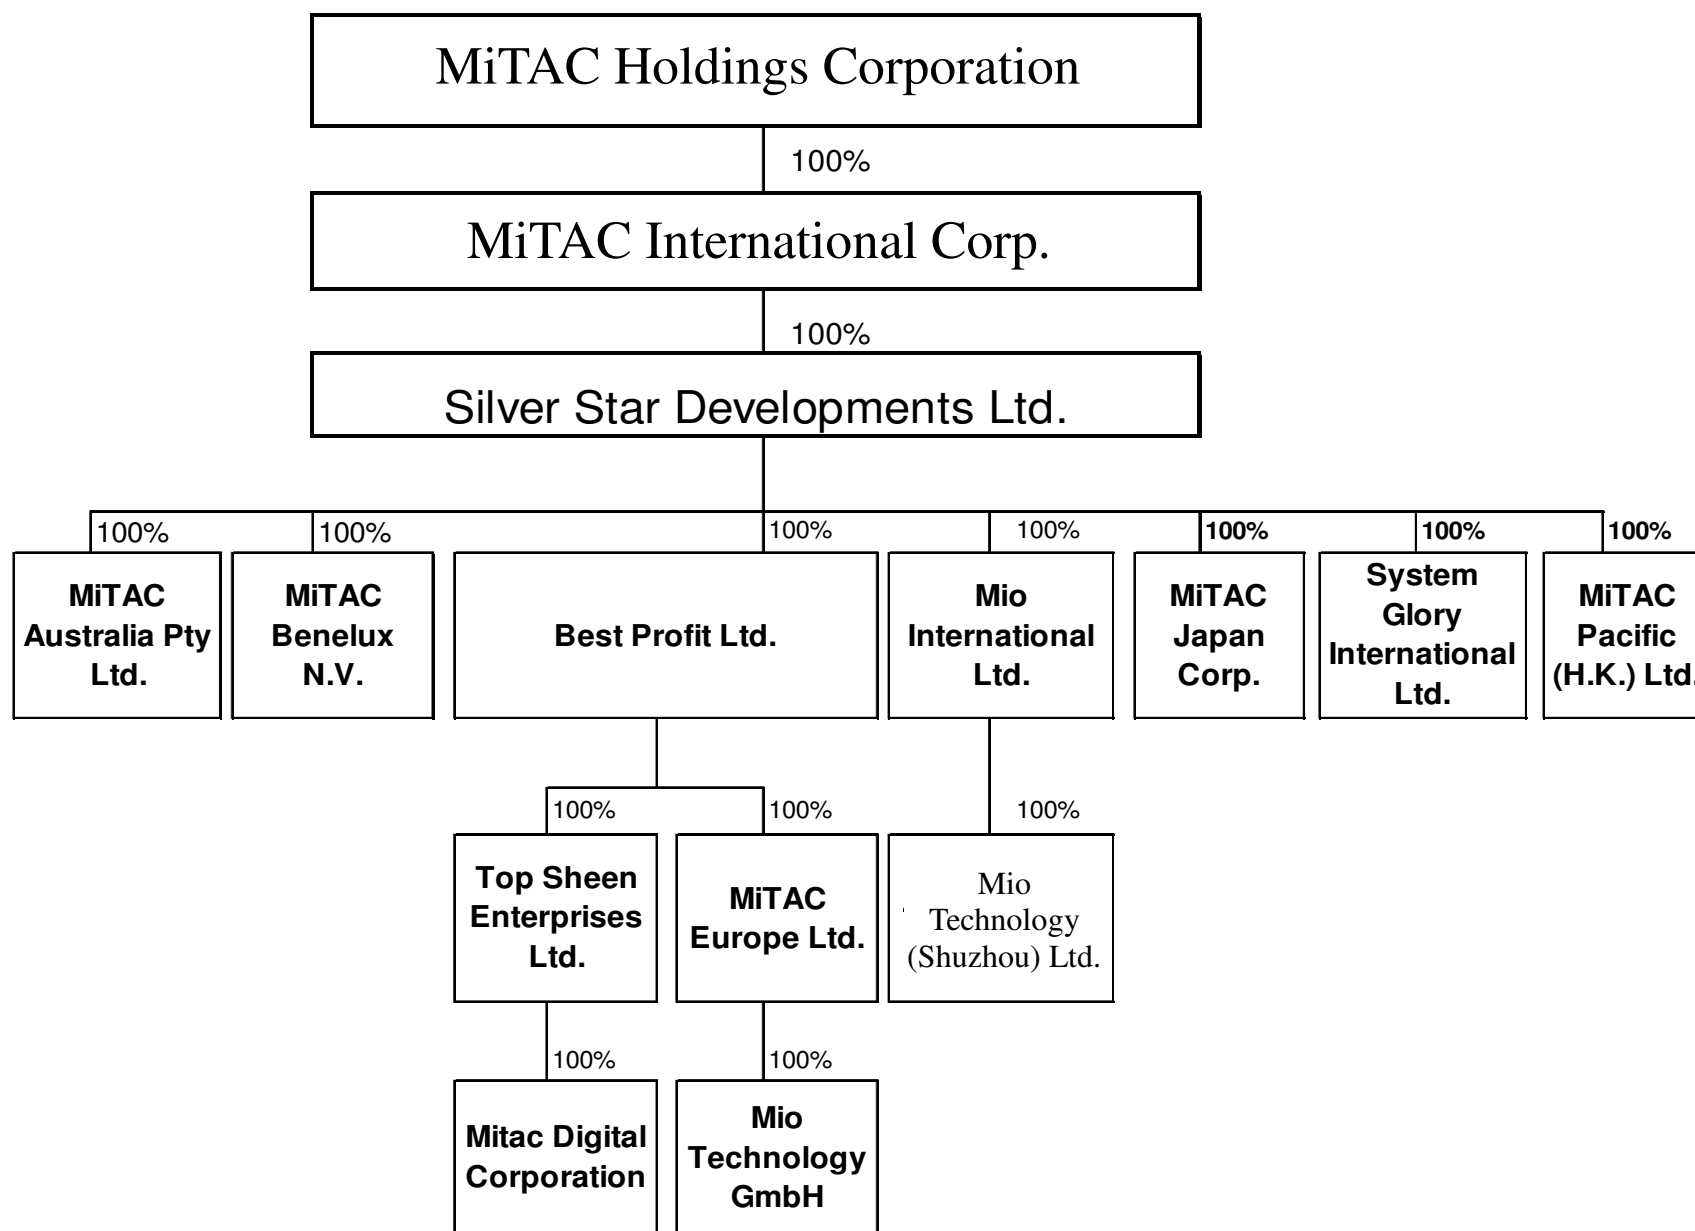 MiTAC Holdings Corporation
100%
MiTAC International Corp.
100%
Silver Star Developments Ltd.
100%
100%
100%
100%
100%
100%
100%
MiTAC
Australia Pty
Ltd.
MiTAC
Benelux
N.V.
Best Profit Ltd.
Mio
International
Ltd.
MiTAC
Japan
Corp.
System
Glory
International
Ltd.
MiTAC
Pacific
(H.K.) Ltd.
100%
100%
100%
Top Sheen
Enterprises
Ltd.
MiTAC
Europe Ltd.
Mio
Technology
(Shuzhou) Ltd.
100%
100%
Mitac Digital
Corporation
Mio
Technology
GmbH